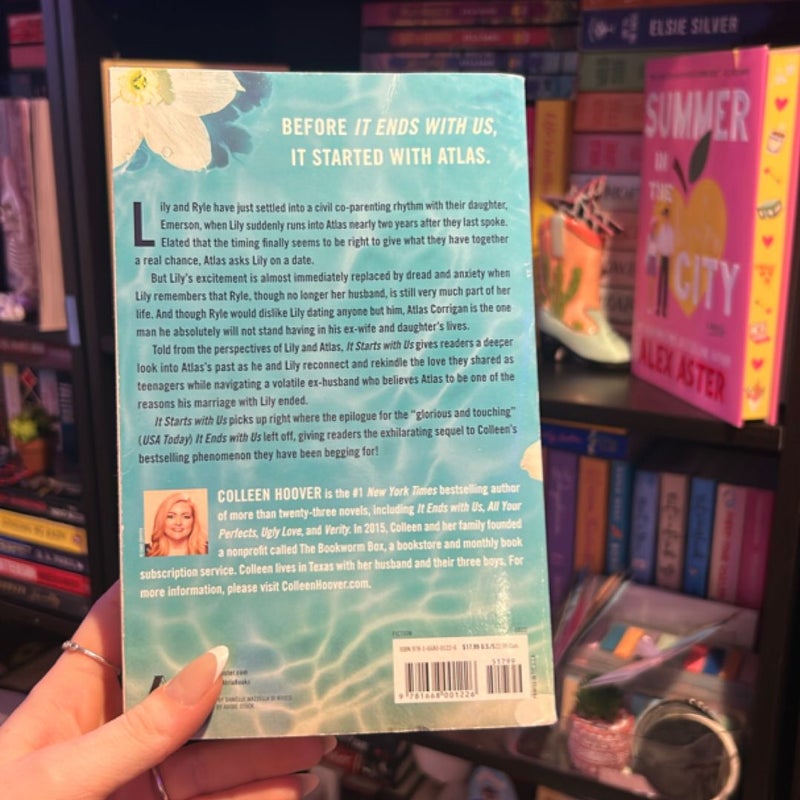 BEFORE IT ENDS WITH US,
IT STARTED WITH ATLAS.
Lily and Ryle have just settled into a civil co-parenting rhythm with their daughter,
Emerson, when Lily suddenly runs into Atlas nearly two years after they last spoke.
Elated that the timing finally seems to be right to give what they have together
a real chance, Atlas asks Lily on a date.
But Lily's excitement is almost immediately replaced by dread and anxiety when
Lily remembers that Ryle, though no longer her husband, is still very much part of her
life. And though Ryle would dislike Lily dating anyone but him, Atlas Corrigan is the one
man he absolutely will not stand having in his ex-wife and daughter's lives.
Told from the perspectives of Lily and Atlas, It Starts with Us gives readers a deeper
look into Atlas's past as he and Lily reconnect and rekindle the love they shared as
teenagers while navigating a volatile ex-husband who believes Atlas to be one of the
reasons his marriage with Lily ended.
It Starts with Us picks up right where the epilogue for the “glorious and touching”
(USA Today) It Ends with Us left off, giving readers the exhilarating sequel to Colleen's
bestselling phenomenon they have been begging for!
COLLEEN HOOVER is the #1 New York Times bestselling author
of more than twenty-three novels, including It Ends with Us, All Your
Perfects, Ugly Love, and Verity. In 2015, Colleen and her family founded
a nonprofit called The Bookworm Box, a bookstore and monthly book
subscription service. Colleen lives in Texas with her husband and their three boys. For
more information, please visit ColleenHoover.com.
FICTION
ISBN 978-1-6680-0122-6 $17.99 U.S./$23.99 Can.
51799
9 781668 001226
ELSIE SILVER
SUMMER
IN
THE
CITY
ALEX ASTER